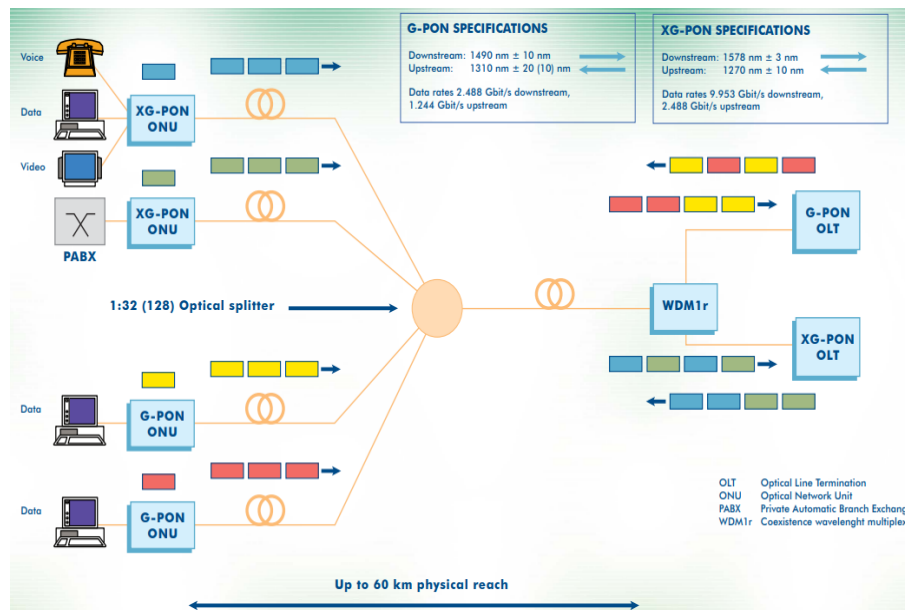 G-PON SPECIFICATIONS
Downstream: 1490 nm ± 10 nm
Upstream: 1310 nm ± 20 (10) nm
Data rates 2.488 Gbit/s downstream,
1.244 Gbit/s upstream
XG-PON SPECIFICATIONS
Downstream: 1578 nm ± 3 nm
Upstream: 1270 nm ± 10 nm
Data rates 9.953 Gbit/s downstream,
2.488 Gbit/s upstream
Voice
Data
Video
XG-PON
ONU
XG-PON
ONU
PABX
G-PON
OLT
WDM1r
XG-PON
OLT
1:32 (128) Optical splitter
Data
G-PON
ONU
Data
G-PON
ONU
OLT Optical Line Termination
ONU Optical Network Unit
PABX Private Automatic Branch Exchang
WDM1r Coexistence wavelenght multiplex
Up to 60 km physical reach